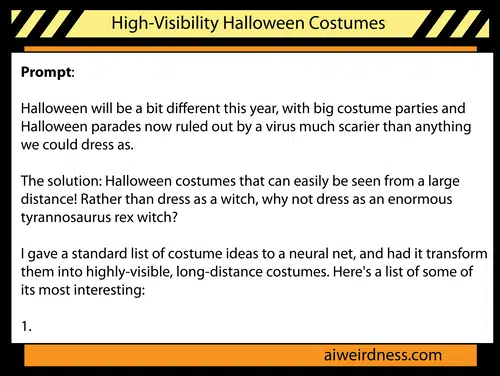 High-Visibility Halloween Costumes
Prompt:
Halloween will be a bit different this year, with big costume parties and
Halloween parades now ruled out by a virus much scarier than anything
we could dress as.
The solution: Halloween costumes that can easily be seen from a large
distance! Rather than dress as a witch, why not dress as an enormous
tyrannosaurus rex witch?
I gave a standard list of costume ideas to a neural net, and had it transform
them into highly-visible, long-distance costumes. Here's a list of some of
its most interesting:
1.
aiweirdness.com